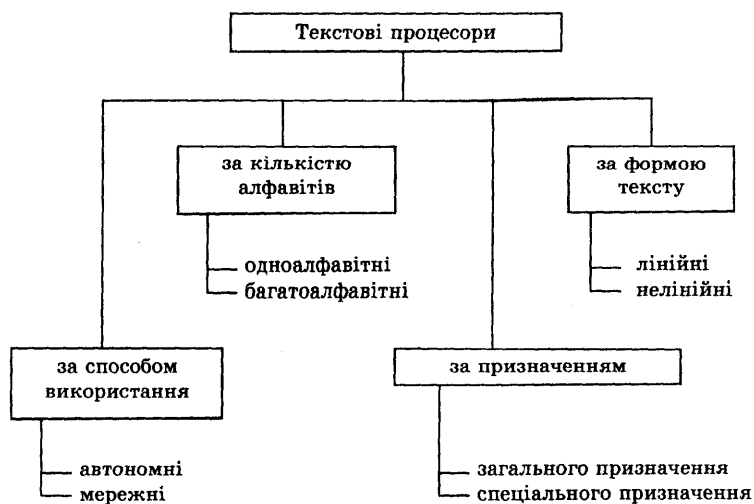 Текстові процесори
за кількістю
алфавітів
за формою
тексту
одноалфавітні
багатоалфавітні
лінійні
нелінійні
за способом
використання
за призначенням
автономні
мережні
загального призначення
спеціального призначення